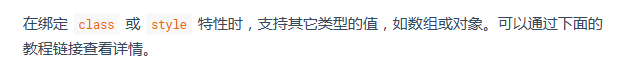 在绑定 class 或 style 特性时，支持其它类型的值，如数组或对象。可以通过下面的
教程链接查看详情。